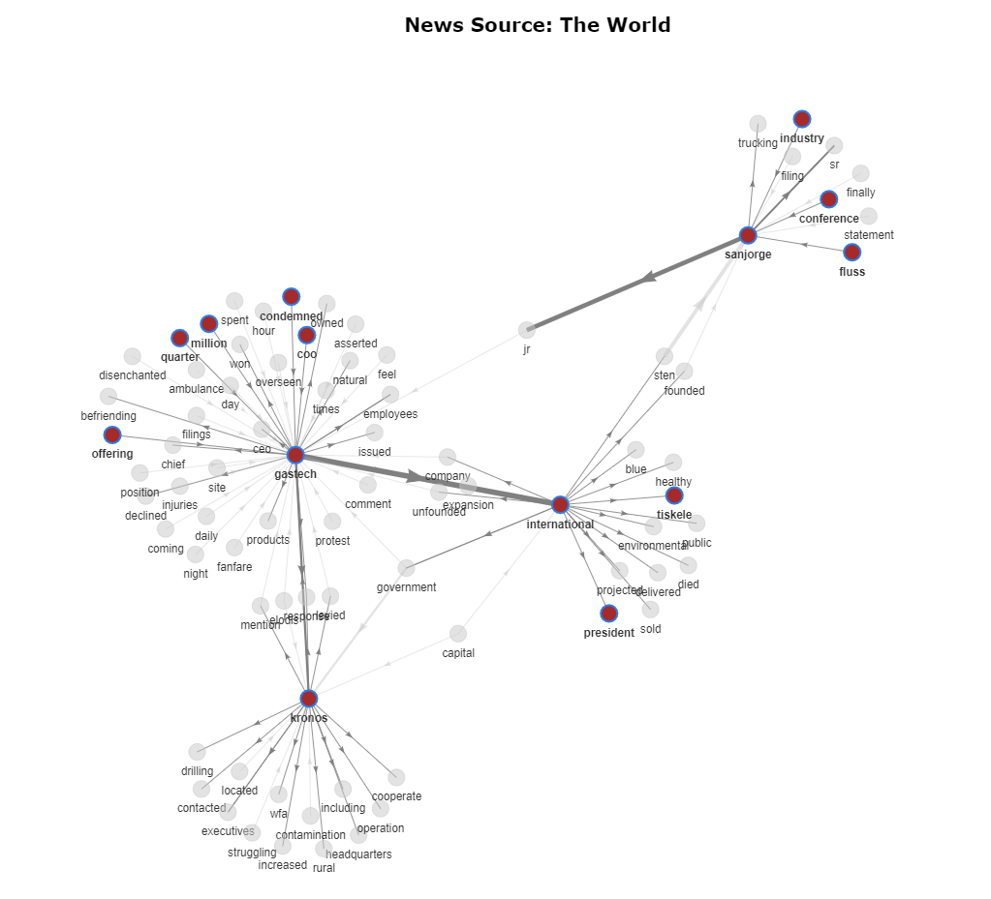 News Source: The World
trucking
industry
filing
sr
finally
conference
statement
sanjorge
fluss
spent
hour
condemned
owned
million
quarter
won
coo
asserted
disenchanted
ambulance
overseen
natural
feel
jr
sten
founded
befriending
day
times
employees
offering
filings
chief
ceo
issued
gastech
company
blue
healthy
position
site
declined
injuries
comment
unfounded
expansion
tiskele
international
coming
daily
products
protest
environmental
public
night
fanfare
government
projected
delivered
died
mention
response
levied
president
sold
capital
kronos
drilling
located
contacted
wfa
including
cooperate
executives
contamination
operation
struggling
increased
rural
headquarters